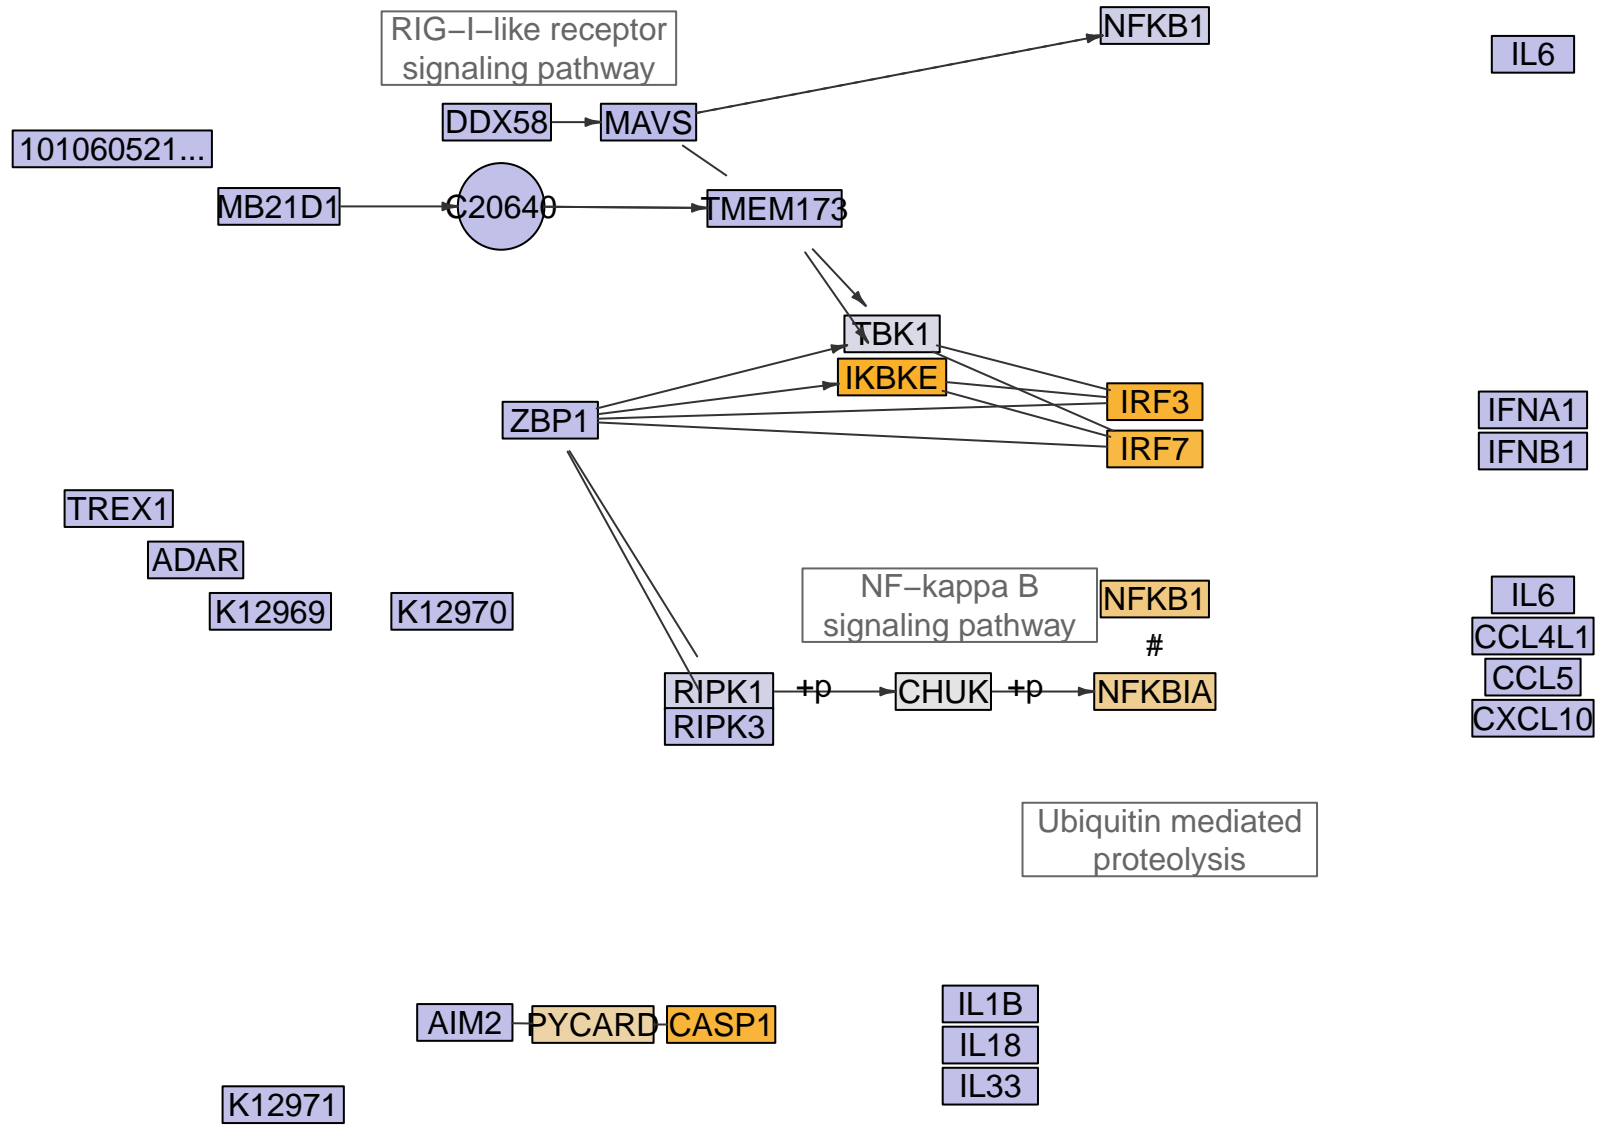 RIG−I−like receptor
signaling pathway
NFKB1
IL6
DDX58
MAVS
101060521...
MB21D1
C20640
TMEM173
TBK1
IKBKE
IRF3
IFNA1
ZBP1
IRF7
IFNB1
TREX1
ADAR
K12969
K12970
NF−kappa B
signaling pathway
NFKB1
IL6
#
CCL4L1
RIPK1
+p
CHUK
+p
NFKBIA
CCL5
RIPK3
CXCL10
Ubiquitin mediated
proteolysis
AIM2
PYCARD
CASP1
IL1B
IL18
IL33
K12971